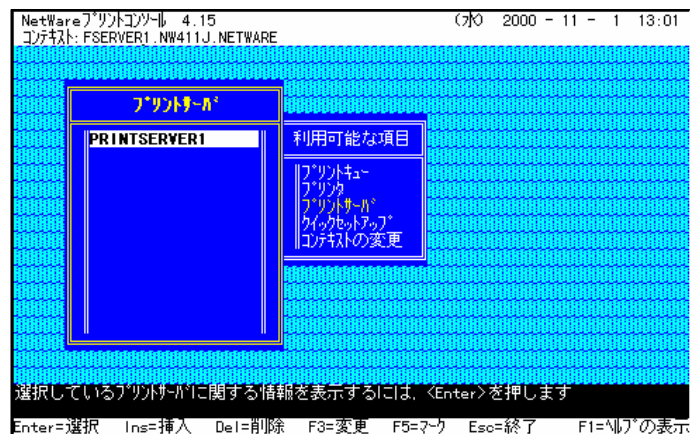 NetWareﾌﾟﾘﾝﾄｺﾝｿｰﾙ 4.15 (水) 2000 - 11 - 1 13:01
ｺﾝﾃｷｽﾄ: FSERVER1.NW411J.NETWARE
ﾌﾟﾘﾝﾄｻｰﾊﾞ
PRINTSERVER1
利用可能な項目
ﾌﾟﾘﾝﾄｷｭｰ
ﾌﾟﾘﾝﾀ
ﾌﾟﾘﾝﾄｻｰﾊﾞ
ｸｲｯｸｾｯﾄｱｯﾌﾟ
ｺﾝﾃｷｽﾄの変更
選択しているﾌﾟﾘﾝﾄｻｰﾊﾞに関する情報を表示するには、<Enter>を押します
Enter=選択 Ins=挿入 Del=削除 F3=変更 F5=ﾏｰｸ Esc=終了 F1=ﾍﾙﾌﾟの表示